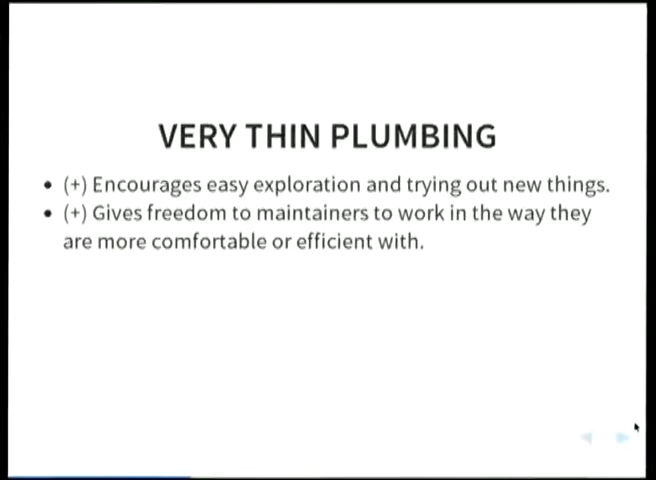 VERY THIN PLUMBING
• (+) Encourages easy exploration and trying out new things.
• (+) Gives freedom to maintainers to work in the way they
are more comfortable or efficient with.